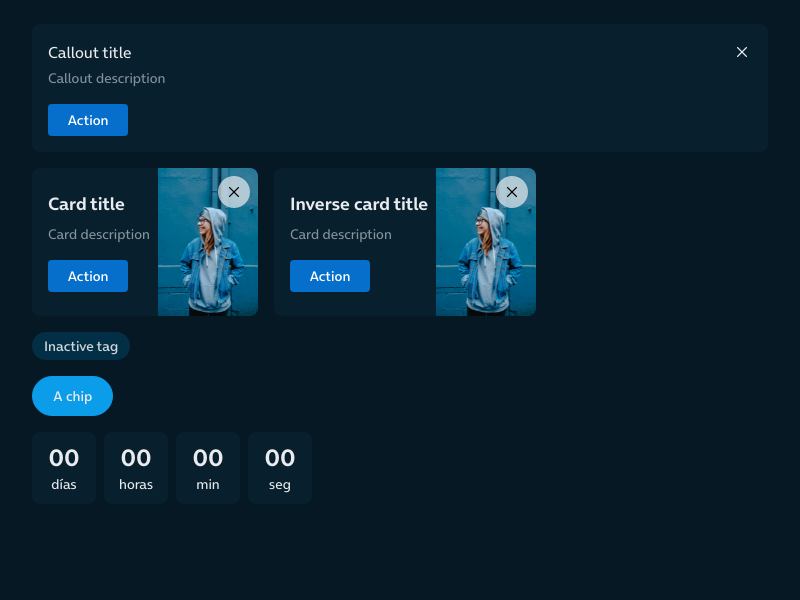 Callout title
Callout description
Action
Card title
Card description
Action
Inverse card title
Card description
Action
Inactive tag
A chip
00 00 00 00
días horas min seg